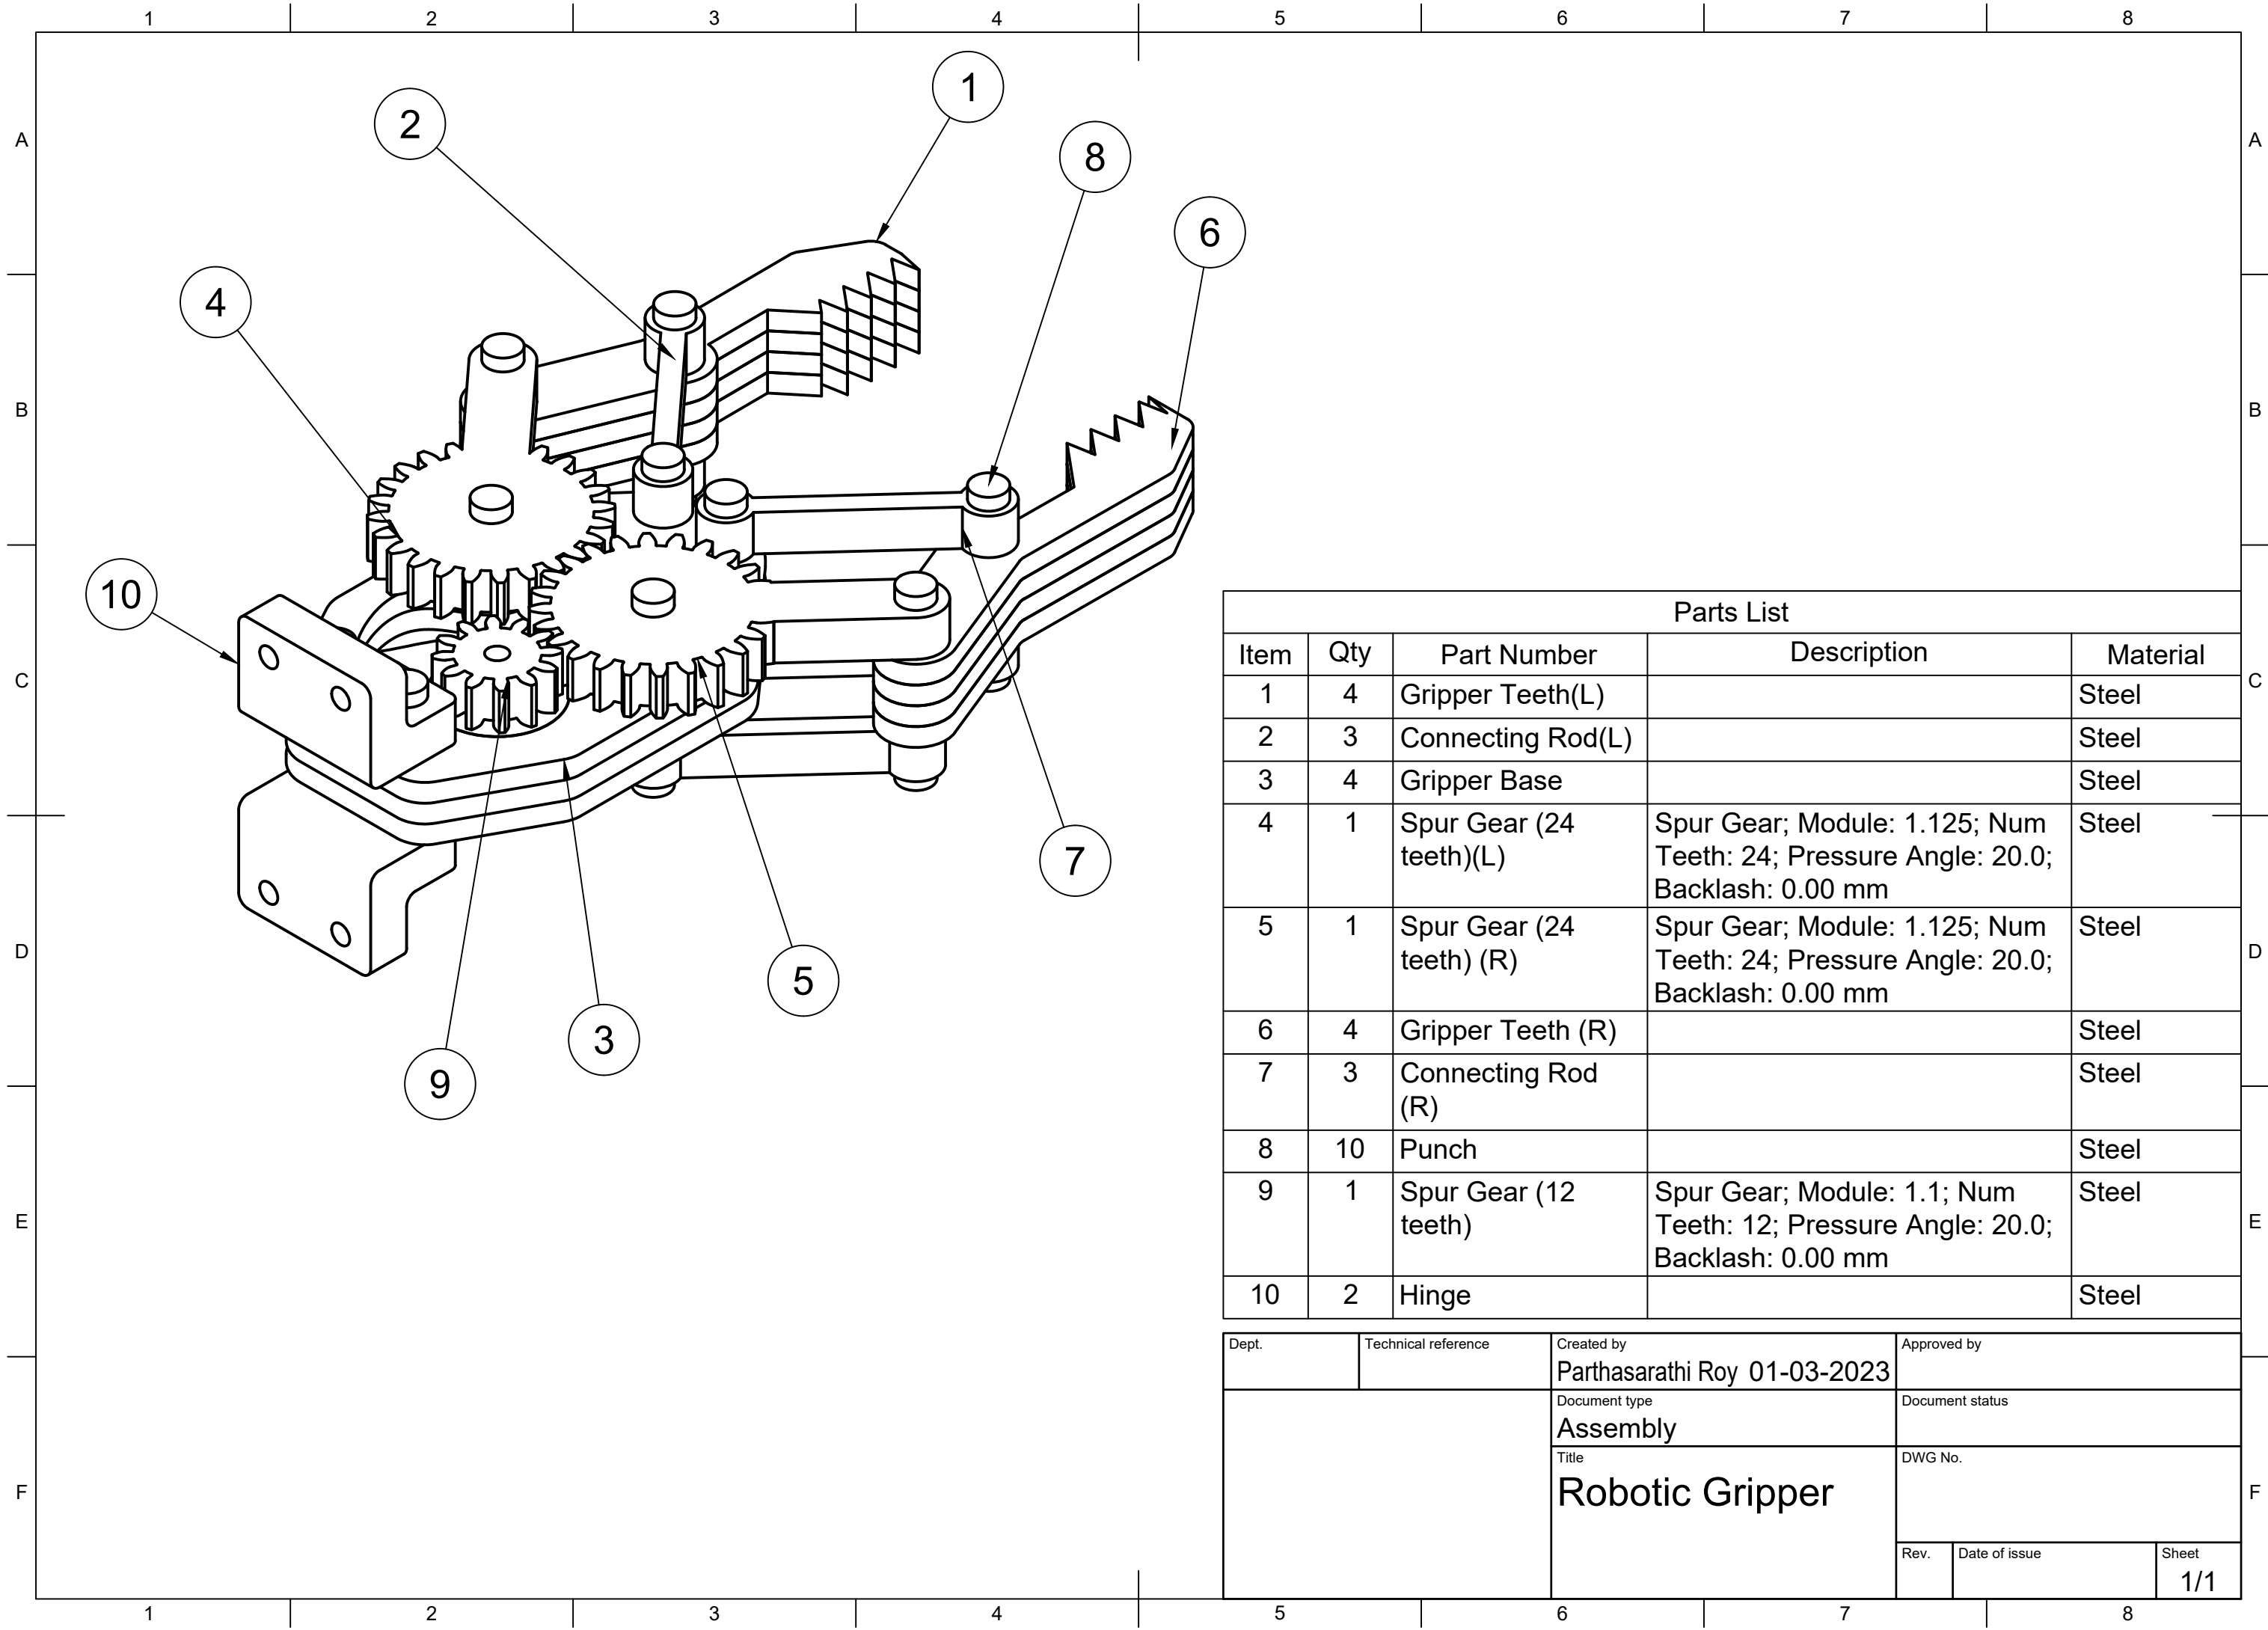 1 2 3 4 5 6 7 8
A A
B B
C C
D D
E E
F F
1
2
8
6
4
10
7
5
3
9
Parts List
Item Qty Part Number Description Material
1 4 Gripper Teeth(L) Steel
2 3 Connecting Rod(L) Steel
3 4 Gripper Base Steel
4 1 Spur Gear (24 Spur Gear; Module: 1.125; Num Steel
teeth)(L) Teeth: 24; Pressure Angle: 20.0;
Backlash: 0.00 mm
5 1 Spur Gear (24 Spur Gear; Module: 1.125; Num Steel
teeth) (R) Teeth: 24; Pressure Angle: 20.0;
Backlash: 0.00 mm
6 4 Gripper Teeth (R) Steel
7 3 Connecting Rod Steel
(R)
8 10 Punch Steel
9 1 Spur Gear (12 Spur Gear; Module: 1.1; Num Steel
teeth) Teeth: 12; Pressure Angle: 20.0;
Backlash: 0.00 mm
10 2 Hinge Steel
Dept. Technical reference Created by Approved by
Parthasarathi Roy 01-03-2023
Document type Document status
Assembly
Title DWG No.
Robotic Gripper
Rev. Date of issue Sheet
1/1
1 2 3 4 5 6 7 8